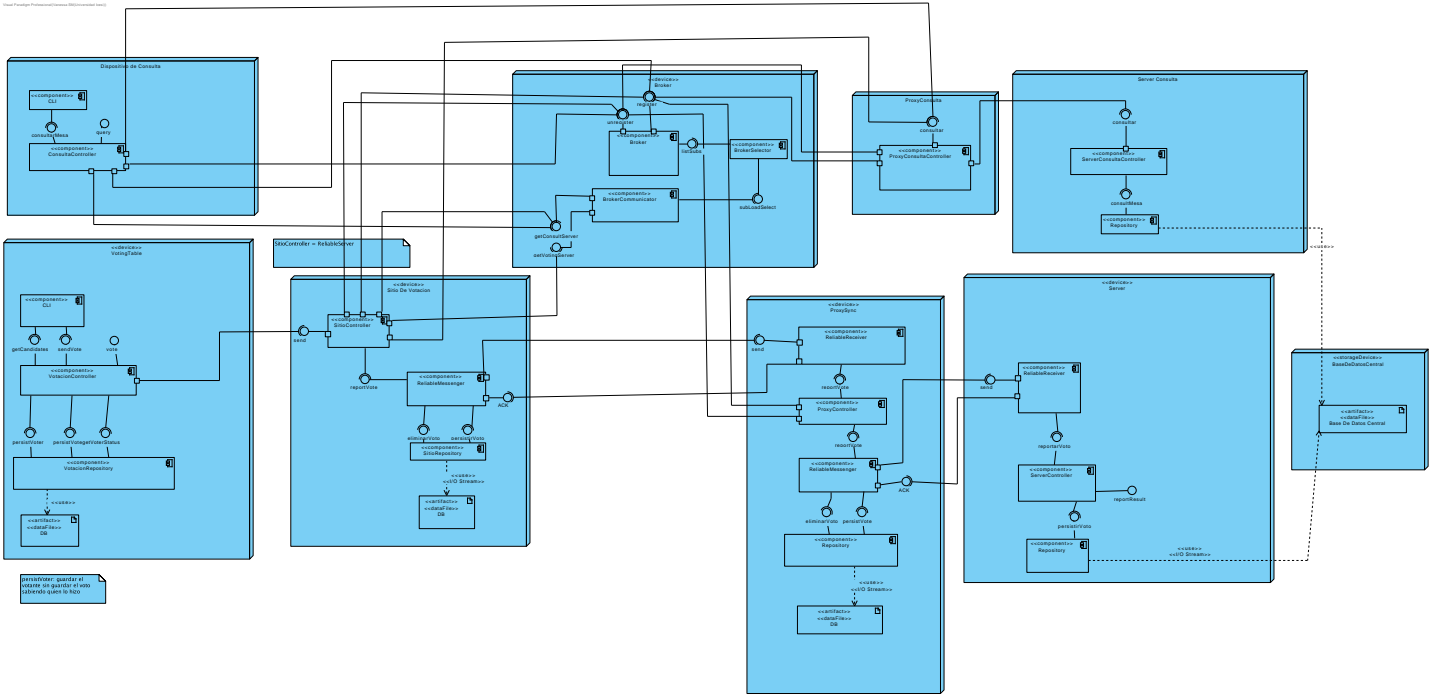 Dispositivo de Consulta
<<component>>
CLI
consultarMesa
query
<<component>>
ConsultaController
<<device>>
Broker
register
unregister
<<component>>
Broker
listSubs
<<component>>
BrokerSelector
<<component>>
BrokerCommunicator
subLoadSelect
getConsultServer
getVotingServer
ProxyConsulta
consultar
<<component>>
ProxyConsultaController
Server Consulta
consultar
<<component>>
ServerConsultaController
consultMesa
<<component>>
Repository
<<use>>
SitioController = ReliableServer
<<device>>
VotingTable
<<component>>
CLI
getCandidates
sendVote
vote
<<component>>
VotacionController
persistVoter
persistVote
getVoterStatus
<<component>>
VotacionRepository
<<use>>
<<artifact>>
<<dataFile>>
DB
persistVoter: guardar el
votante sin guardar el voto
sabiendo quien lo hizo
<<device>>
Sitio De Votacion
send
<<component>>
SitioController
reportVote
<<component>>
ReliableMessenger
ACK
eliminarVoto
persistirVoto
<<component>>
SitioRepository
<<use>>
<<I/O Stream>>
<<artifact>>
<<dataFile>>
DB
<<device>>
ProxySync
send
<<component>>
ReliableReceiver
reportVote
<<component>>
ProxyController
reportVote
<<component>>
ReliableMessenger
ACK
eliminarVoto
persistVote
<<component>>
Repository
<<use>>
<<I/O Stream>>
<<artifact>>
<<dataFile>>
DB
<<device>>
Server
send
<<component>>
ReliableReceiver
reporterVoto
<<component>>
ServerController
reportResult
persistirVoto
<<component>>
Repository
<<use>>
<<I/O Stream>>
<<storageDevice>>
BaseDeDatosCentral
<<artifact>>
<<dataFile>>
Base De Datos Central